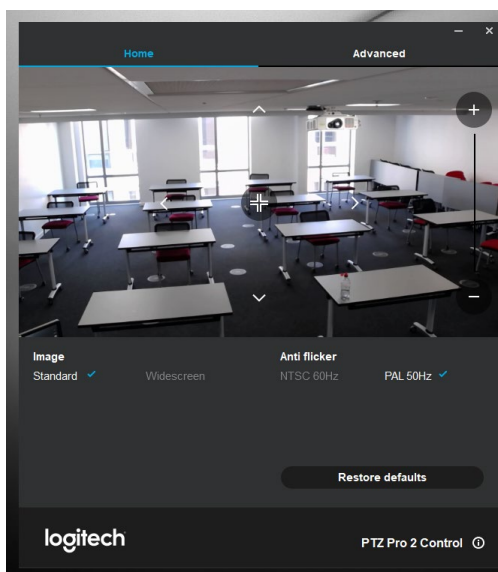 Home
Advanced
Image
Anti flicker
Standard
Widescreen
NTSC 60Hz
PAL 50Hz
Restore defaults
logitech
PTZ Pro 2 Control